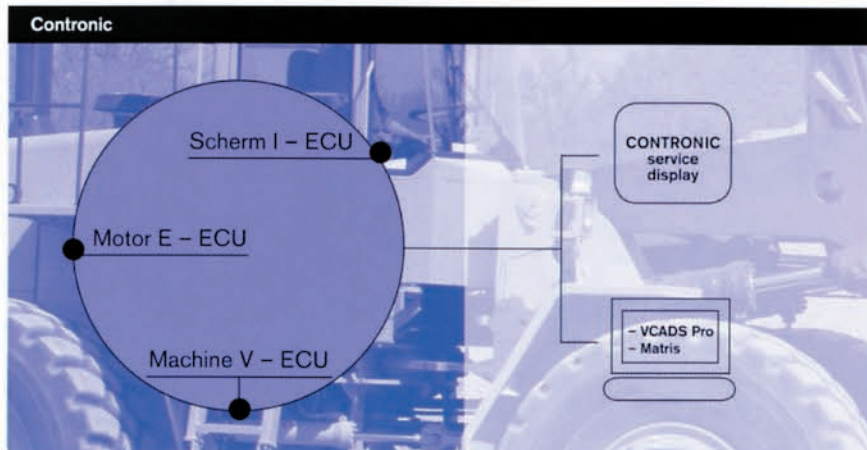 Contronic
Scherm I – ECU
Motor E – ECU
Machine V – ECU
CONTRONIC
service
display
– VCADS Pro
– Matris